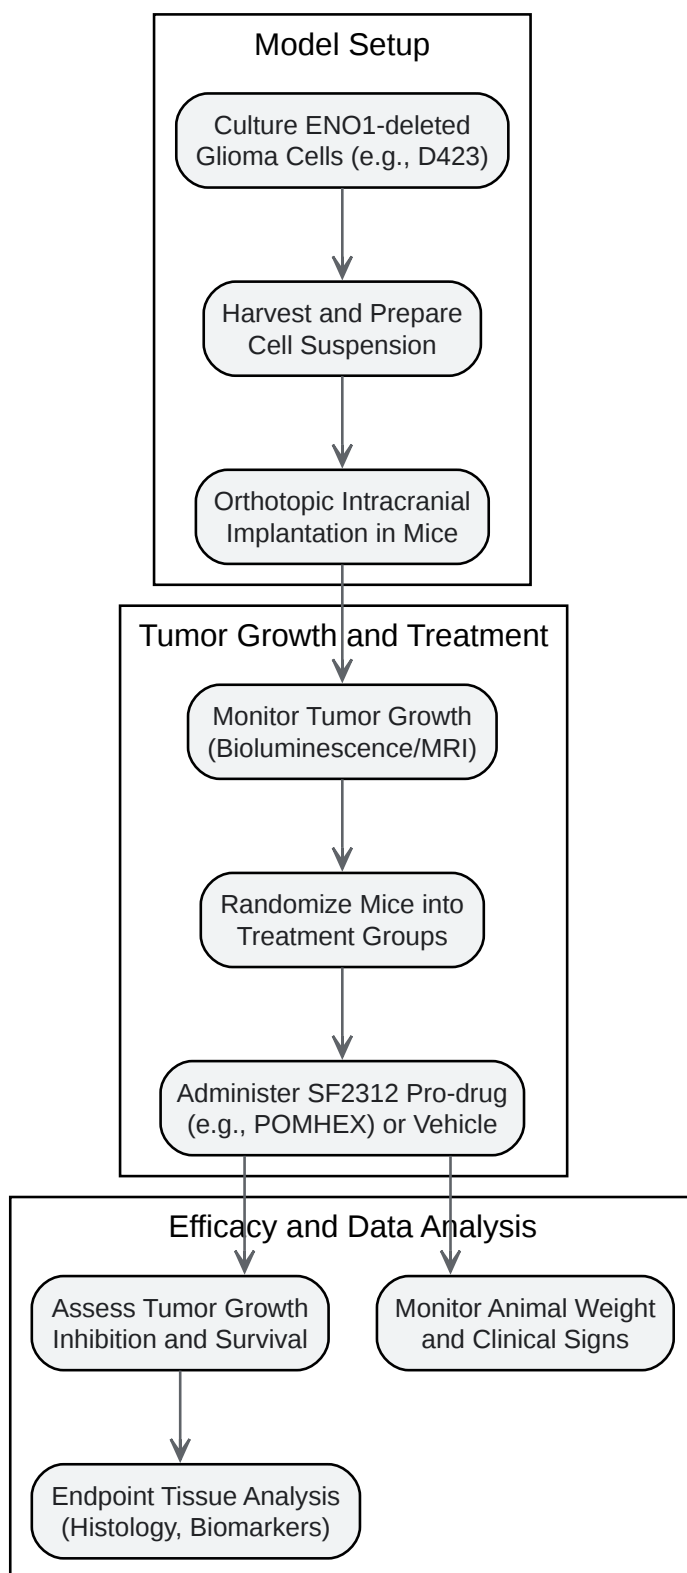 Model Setup
Culture ENO1-deleted
Glioma Cells (e.g., D423)
Harvest and Prepare
Cell Suspension
Orthotopic Intracranial
Implantation in Mice
Tumor Growth and Treatment
Monitor Tumor Growth
(Bioluminescence/MRI)
Randomize Mice into
Treatment Groups
Administer SF2312 Pro-drug
(e.g., POMHEX) or Vehicle
Efficacy and Data Analysis
Assess Tumor Growth
Inhibition and Survival
Monitor Animal Weight
and Clinical Signs
Endpoint Tissue Analysis
(Histology, Biomarkers)